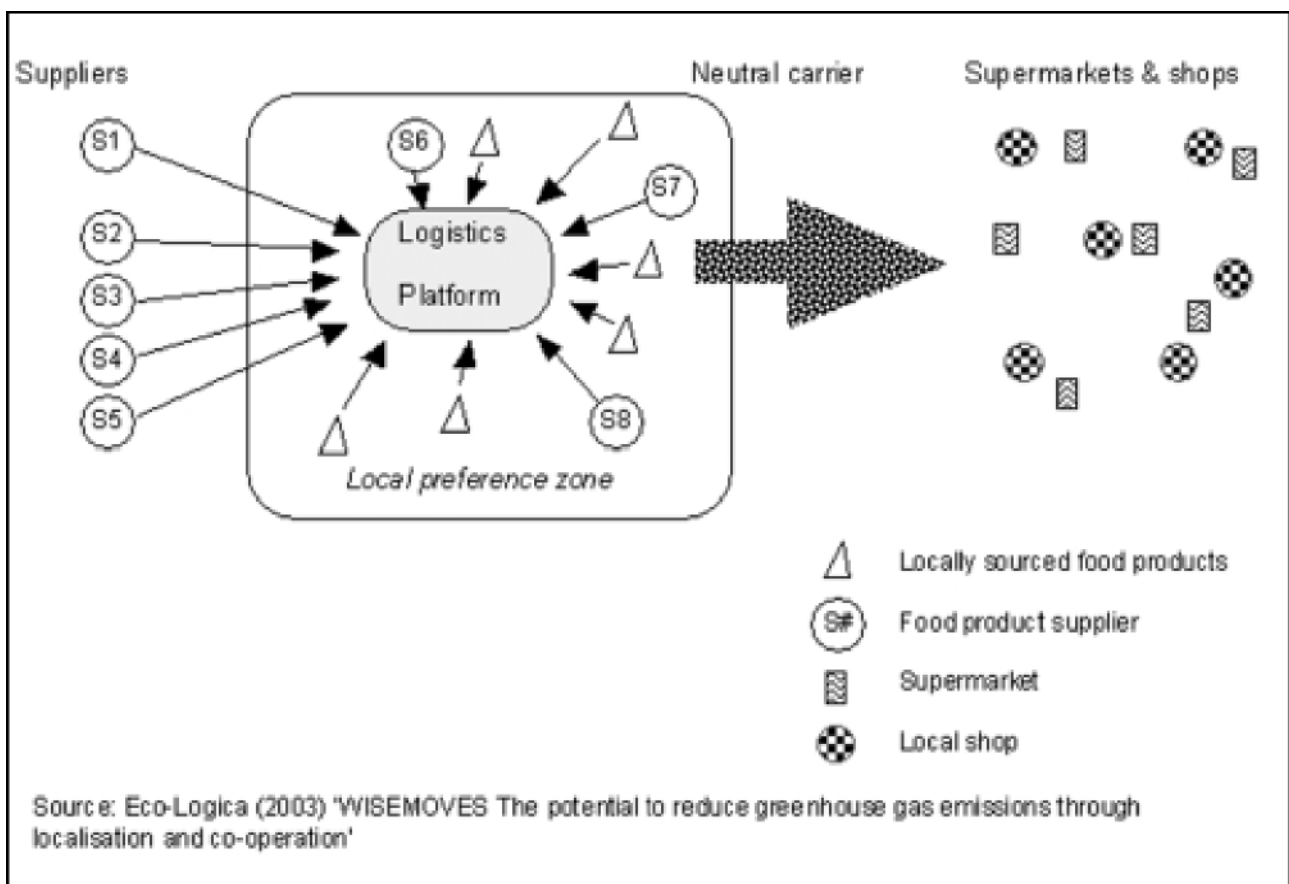 Suppliers
Neutral carrier
Supermarkets & shops
S1
S2
S3
S4
S5
S6
S7
Logistics
Platform
S8
Local preference zone
Locally sourced food products
S#
Food product supplier
Supermarket
Local shop
Source: Eco-Logica (2003) 'WISEMOVES The potential to reduce greenhouse gas emissions through
localisation and co-operation'